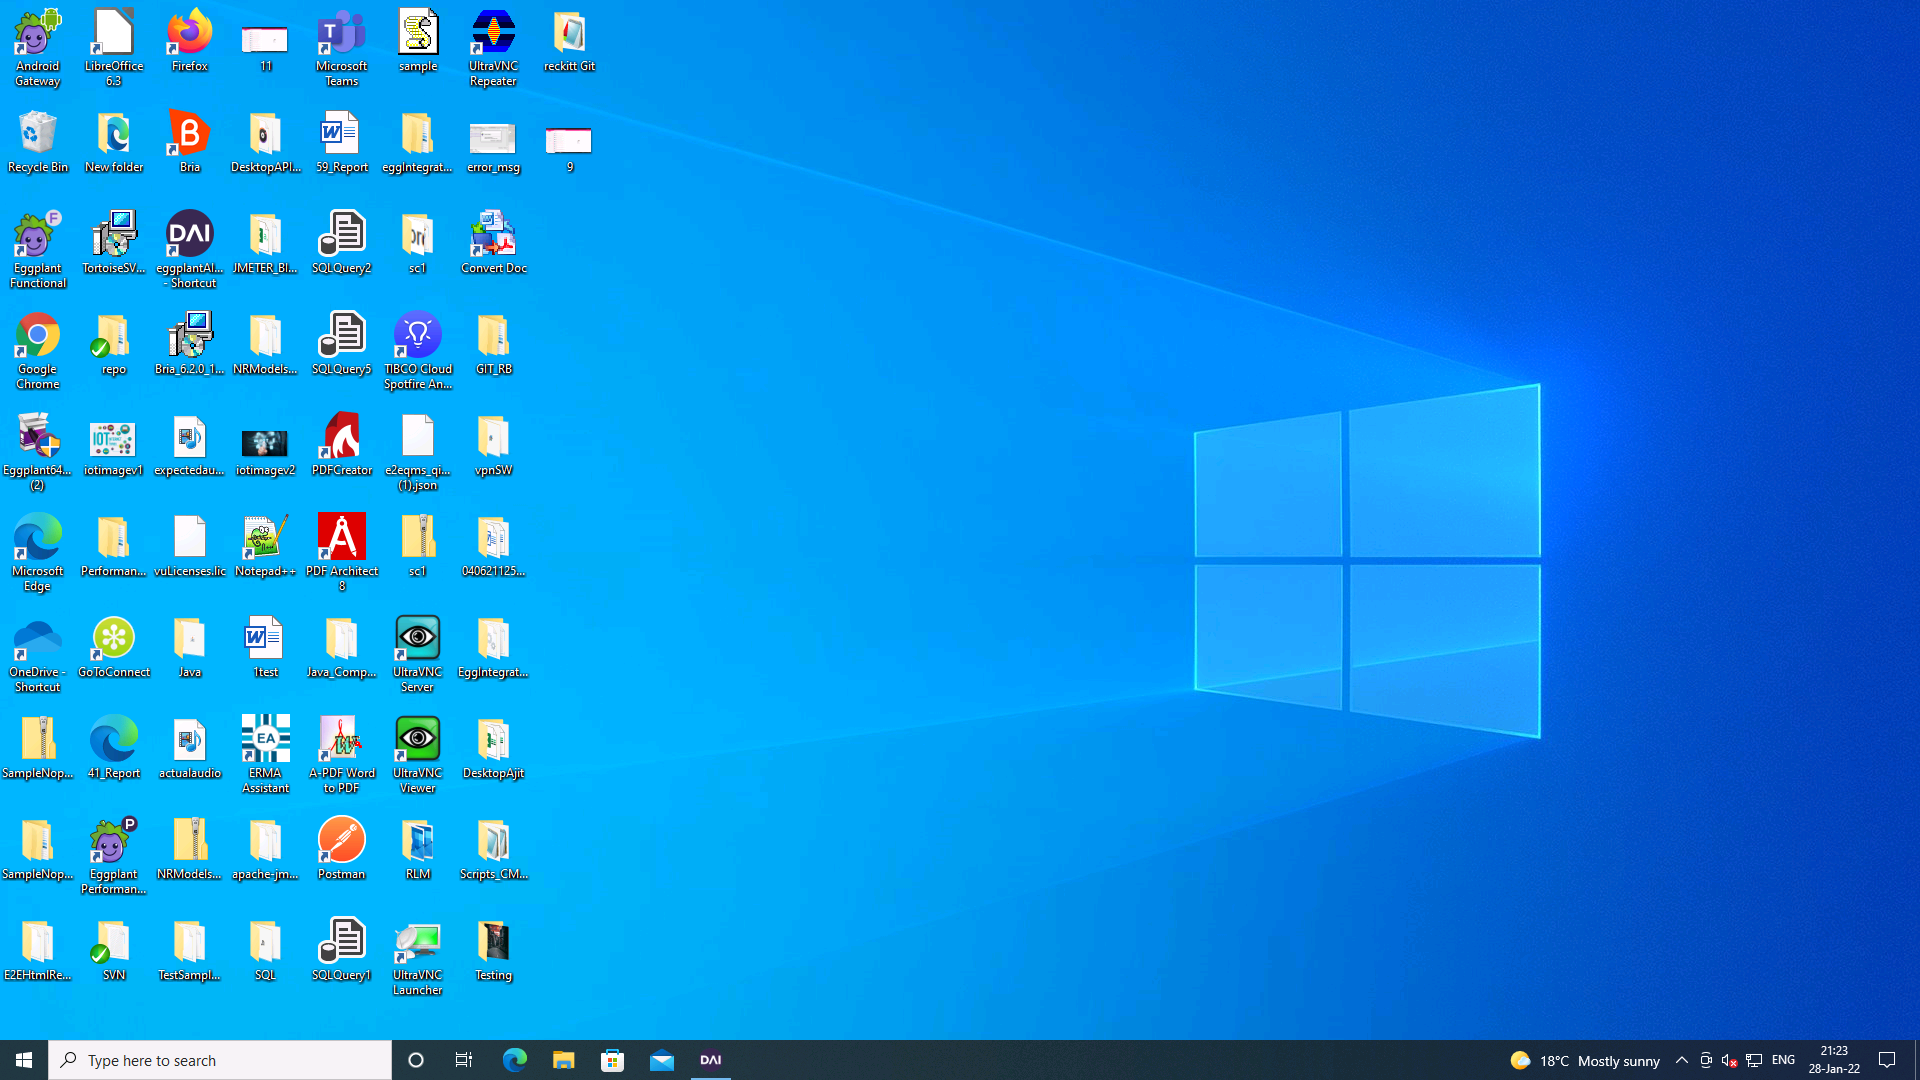 Android
Gateway
LibreOffice
6.3
Firefox
11
Microsoft
Teams
sample
UltraVNC
Repeater
reckitt Git
Recycle Bin
New folder
Bria
DesktopAPI...
59_Report
eggIntegrat...
error_msg
9
Eggplant
Functional
TortoiseSV...
eggplantAI...
- Shortcut
JMETER_BI...
SQLQuery2
sc1
Convert Doc
Google
Chrome
repo
Bria_6.2.0_1...
NRModels...
SQLQuery5
TIBCO Cloud
Spotfire An...
GIT_RB
Eggplant64...
(2)
iotimagev1
expectedau...
iotimagev2
PDFCreator
e2eqms_qi...
(1).json
vpnSW
Microsoft
Edge
Performan...
vuLicenses.lic
Notepad++
PDF Architect
8
sc1
040621125...
OneDrive -
Shortcut
GoToConnect
Java
1test
Java_Comp...
UltraVNC
Server
EggIntegrat...
SampleNop...
41_Report
actualaudio
ERMA
Assistant
A-PDF Word
to PDF
UltraVNC
Viewer
DesktopAjit
SampleNop...
Eggplant
Performan...
NRModels...
apache-jm...
Postman
RLM
Scripts_CM...
E2EHtmlRe...
SVN
TestSampl...
SQL
SQLQuery1
UltraVNC
Launcher
Testing
Type here to search
DAI
18°C Mostly sunny
ENG
21:23
28-Jan-22